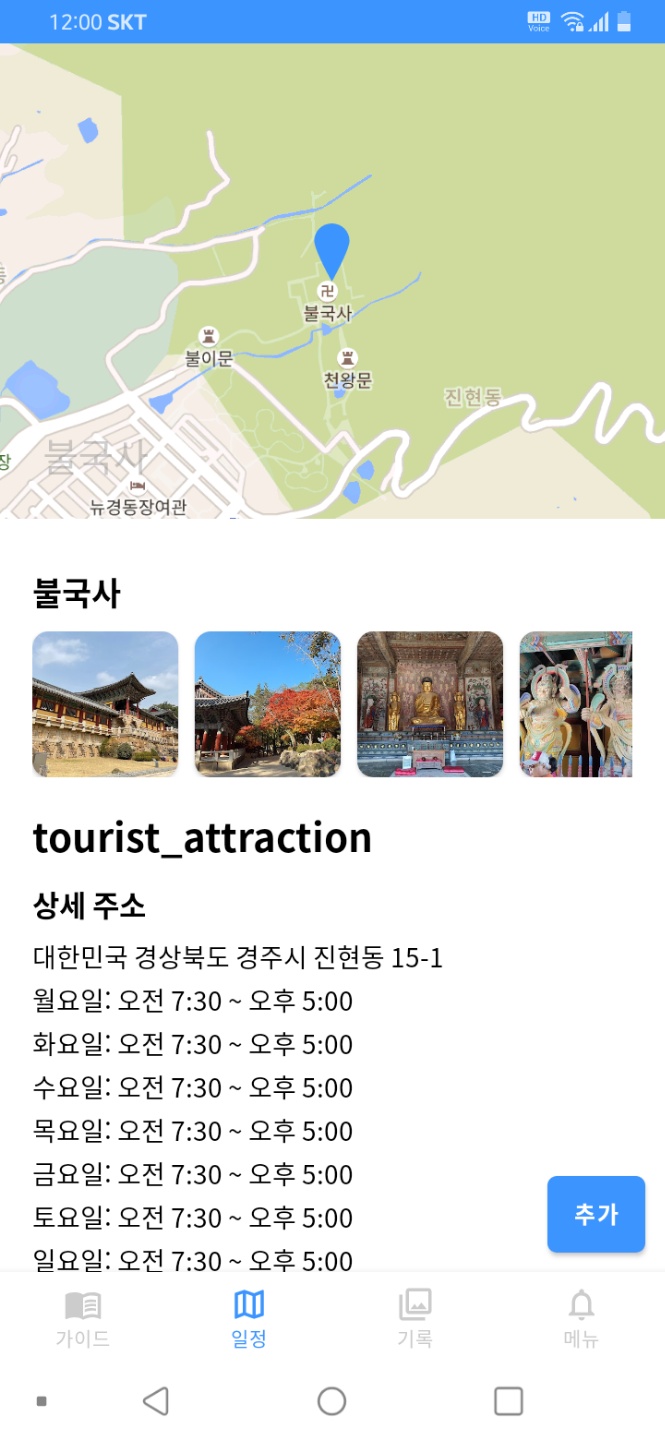 12:00 SKT
HD
Voice
불국사
불이문
천왕문
진현동
불국사
장
뉴경동장여관
불국사
tourist_attraction
상세 주소
대한민국 경상북도 경주시 진현동 15-1
월요일: 오전 7:30 ~ 오후 5:00
화요일: 오전 7:30 ~ 오후 5:00
수요일: 오전 7:30 ~ 오후 5:00
목요일: 오전 7:30 ~ 오후 5:00
금요일: 오전 7:30 ~ 오후 5:00
토요일: 오전 7:30 ~ 오후 5:00
일요일: 오전 7:30 ~ 오후 5:00
추가
가이드
일정
기록
메뉴